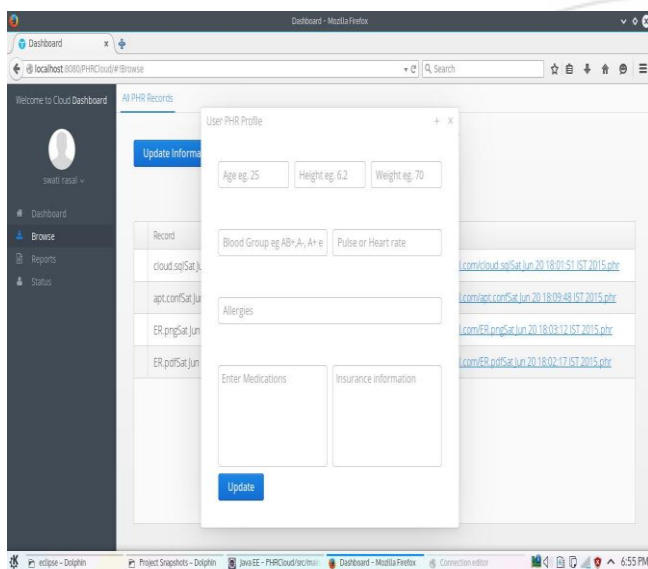 Dashboard - Mozilla Firefox
Dashboard x
localhost:8080/PHRCloud/#!Browse
Search
Welcome to Cloud Dashboard
All PHR Records
swati rasal
Dashboard
Browse
Reports
Status
Update Informa
Record
cloud.sqlSat Ju
l.com/cloud.sqlSat Jun 20 18:01:51 IST 2015.phr
apt.confSat Ju
l.com/apt.confSat Jun 20 18:09:48 IST 2015.phr
ER.pngSat Jun
l.com/ER.pngSat Jun 20 18:03:12 IST 2015.phr
ER.pdfSat Jun
l.com/ER.pdfSat Jun 20 18:02:17 IST 2015.phr
User PHR Profile + x
Age eg. 25
Height eg. 6.2
Weight eg. 70
Blood Group eg AB+,A-, A+ e
Pulse or Heart rate
Allergies
Enter Medications
Insurance information
Update
eclipse – Dolphin
Project Snapshots – Dolphin
Java EE - PHRCloud/src/mai
Dashboard - Mozilla Firefox
Connection editor
6:55 PM